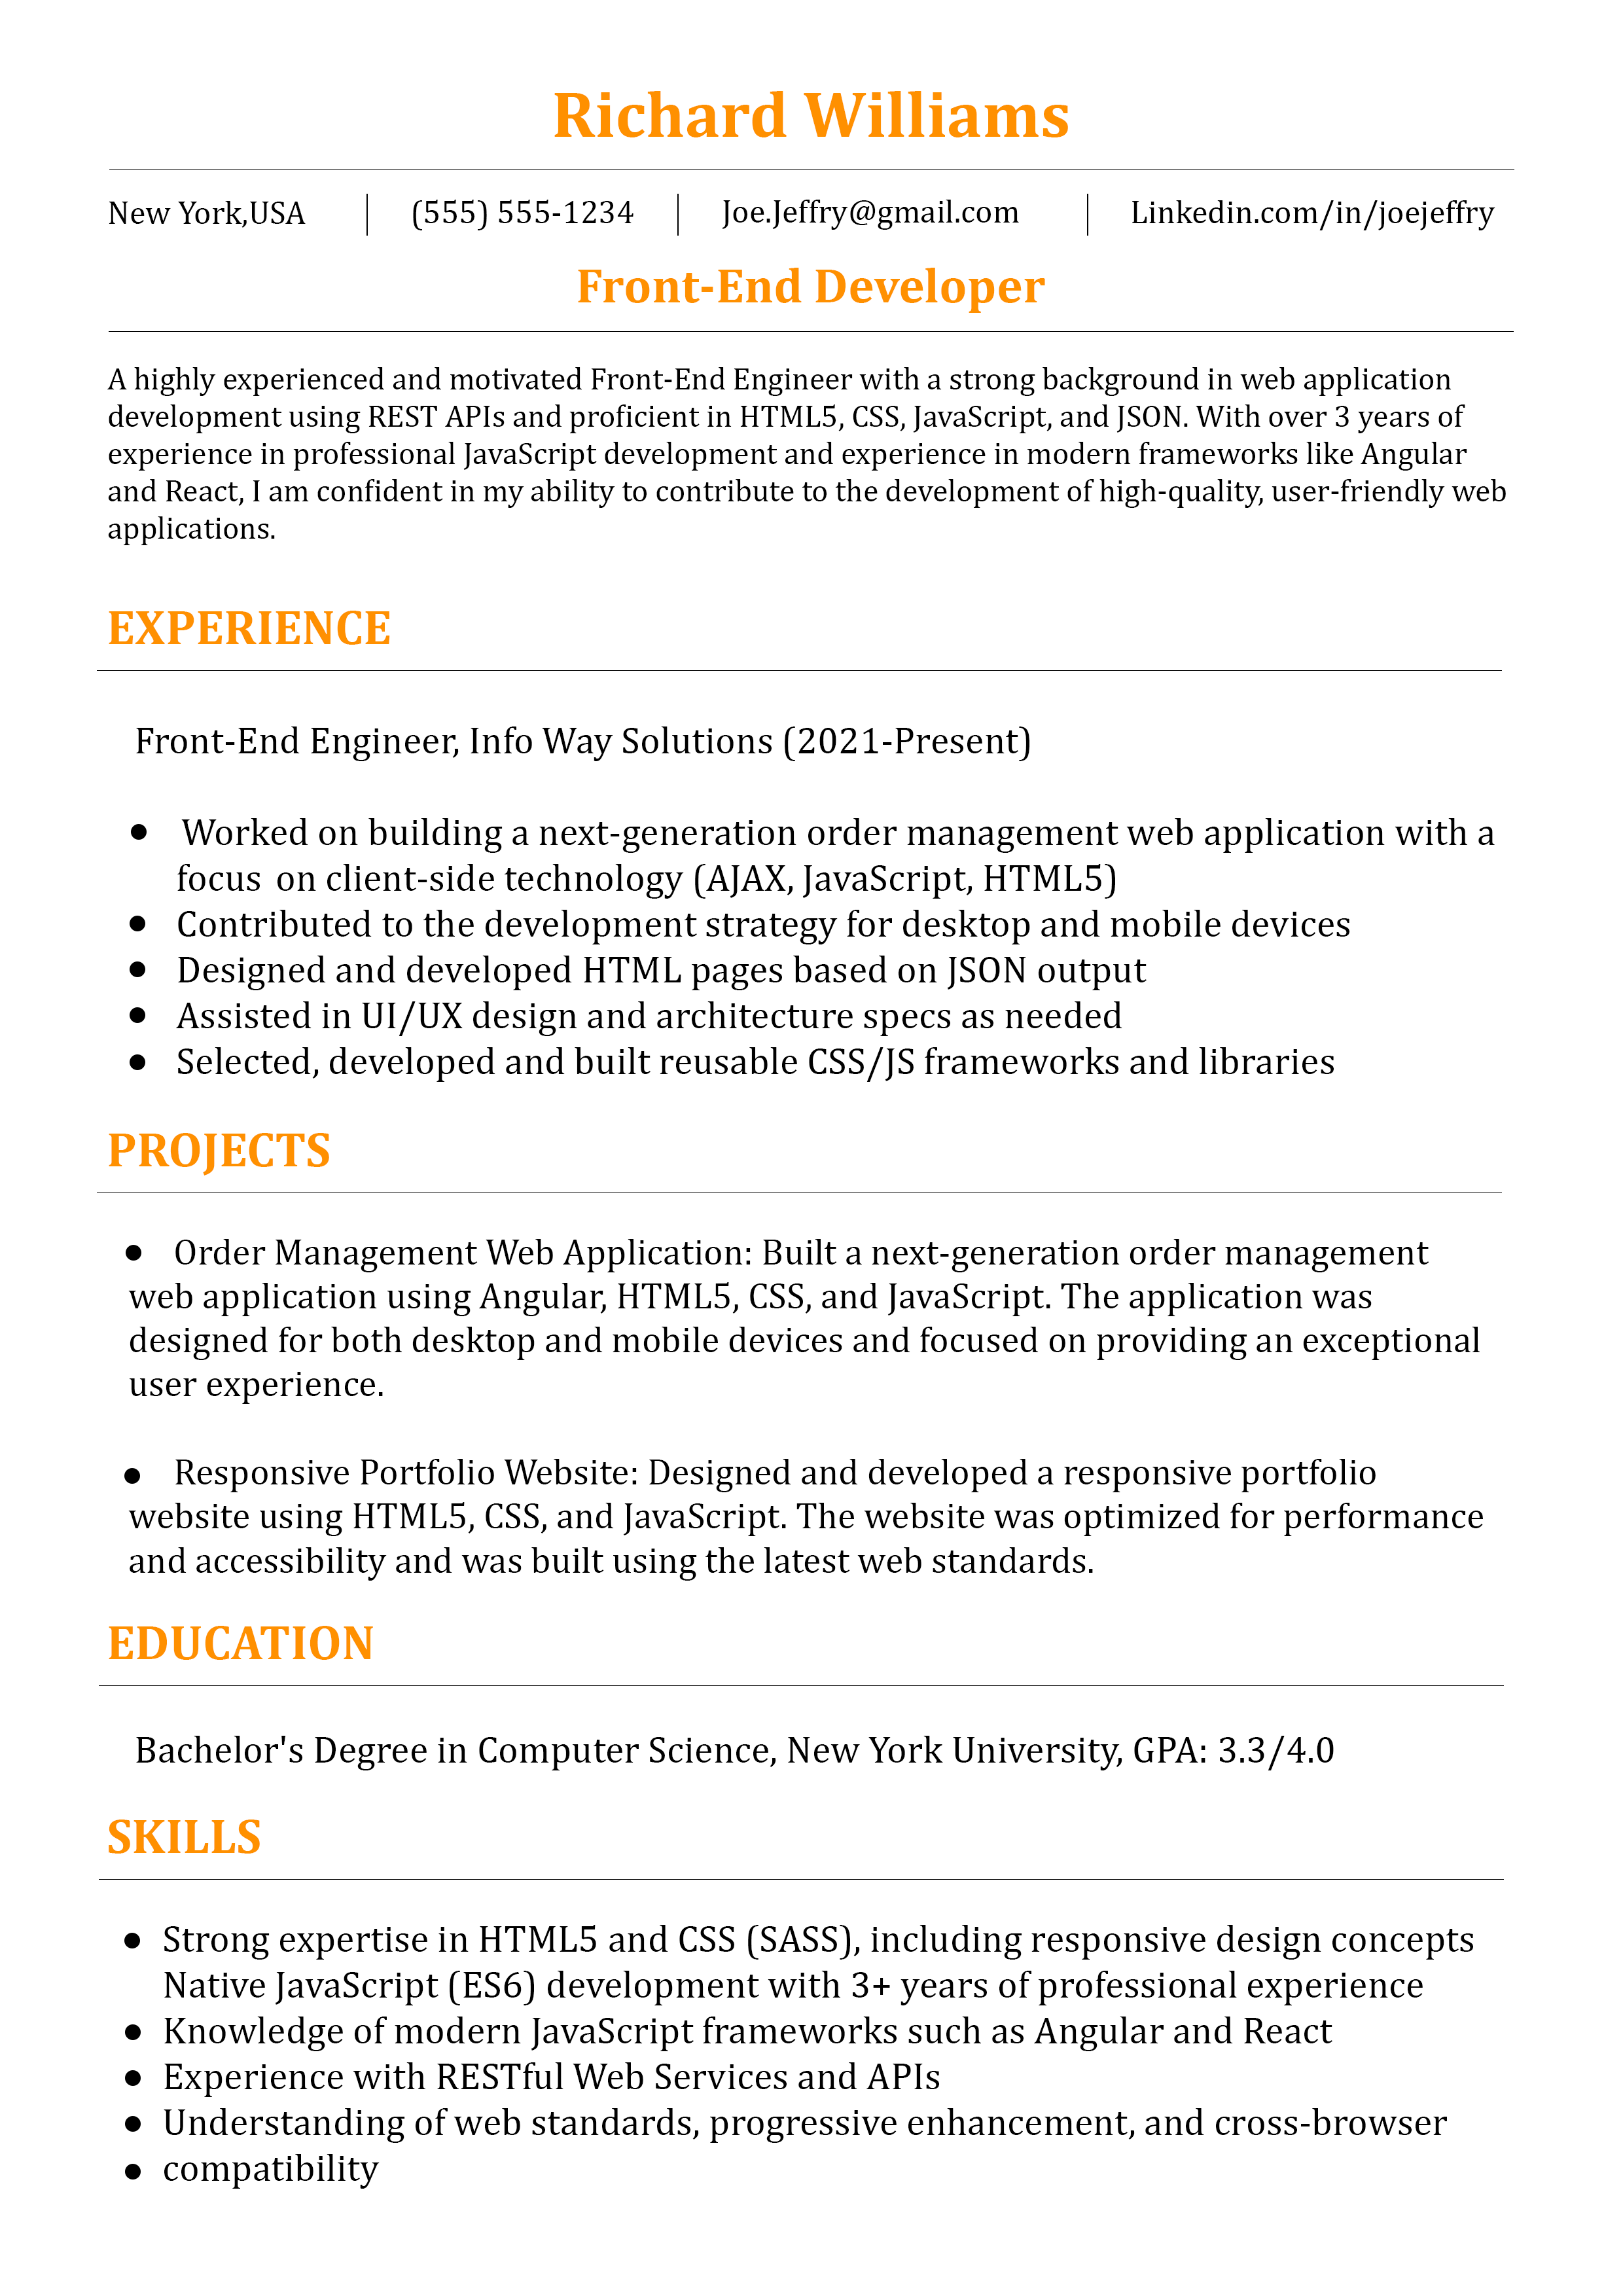 Richard Williams
New York,USA (555) 555-1234 Joe.Jeffry@gmail.com Linkedin.com/in/joejeffry
Front-End Developer
A highly experienced and motivated Front-End Engineer with a strong background in web application
development using REST APIs and proficient in HTML5, CSS, JavaScript, and JSON. With over 3 years of
experience in professional JavaScript development and experience in modern frameworks like Angular
and React, I am confident in my ability to contribute to the development of high-quality, user-friendly web
applications.
EXPERIENCE
Front-End Engineer, Info Way Solutions (2021-Present)
● Worked on building a next-generation order management web application with a
focus on client-side technology (AJAX, JavaScript, HTML5)
● Contributed to the development strategy for desktop and mobile devices
● Designed and developed HTML pages based on JSON output
● Assisted in UI/UX design and architecture specs as needed
● Selected, developed and built reusable CSS/JS frameworks and libraries
PROJECTS
● Order Management Web Application: Built a next-generation order management
web application using Angular, HTML5, CSS, and JavaScript. The application was
designed for both desktop and mobile devices and focused on providing an exceptional
user experience.
● Responsive Portfolio Website: Designed and developed a responsive portfolio
website using HTML5, CSS, and JavaScript. The website was optimized for performance
and accessibility and was built using the latest web standards.
EDUCATION
Bachelor's Degree in Computer Science, New York University, GPA: 3.3/4.0
SKILLS
● Strong expertise in HTML5 and CSS (SASS), including responsive design concepts
Native JavaScript (ES6) development with 3+ years of professional experience
● Knowledge of modern JavaScript frameworks such as Angular and React
● Experience with RESTful Web Services and APIs
● Understanding of web standards, progressive enhancement, and cross-browser
● compatibility